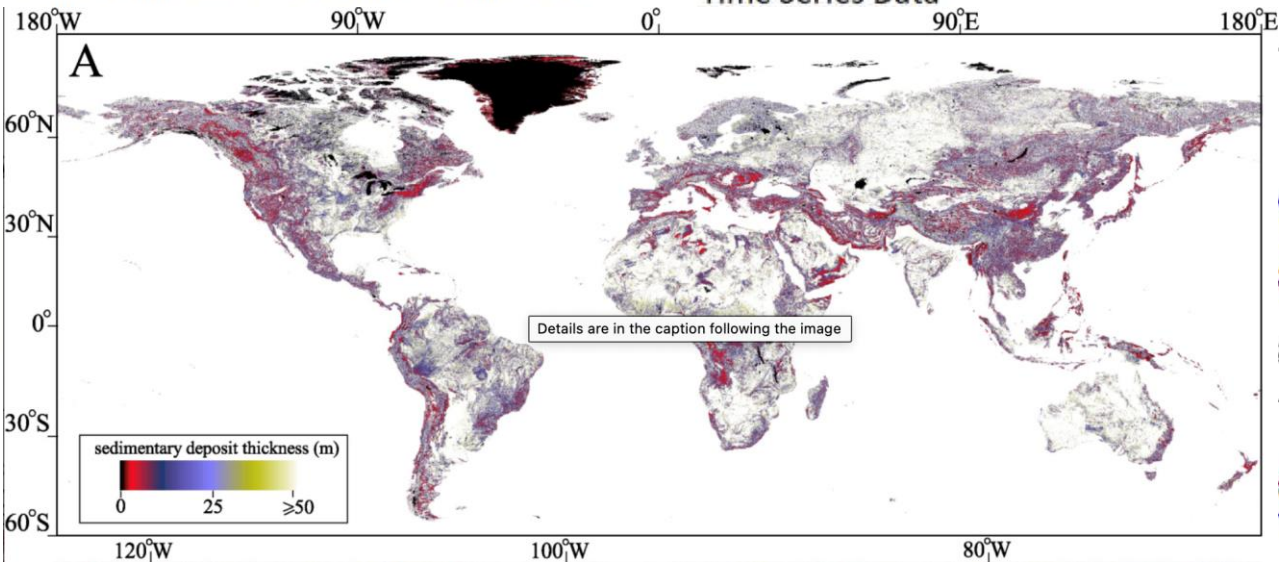 Time Series Data
180°W 90°W 0° 90°E 180°E
A
60°N
30°N
0°
Details are in the caption following the image
30°S
sedimentary deposit thickness (m)
0 25 ⩾50
60°S
120°W 100°W 80°W